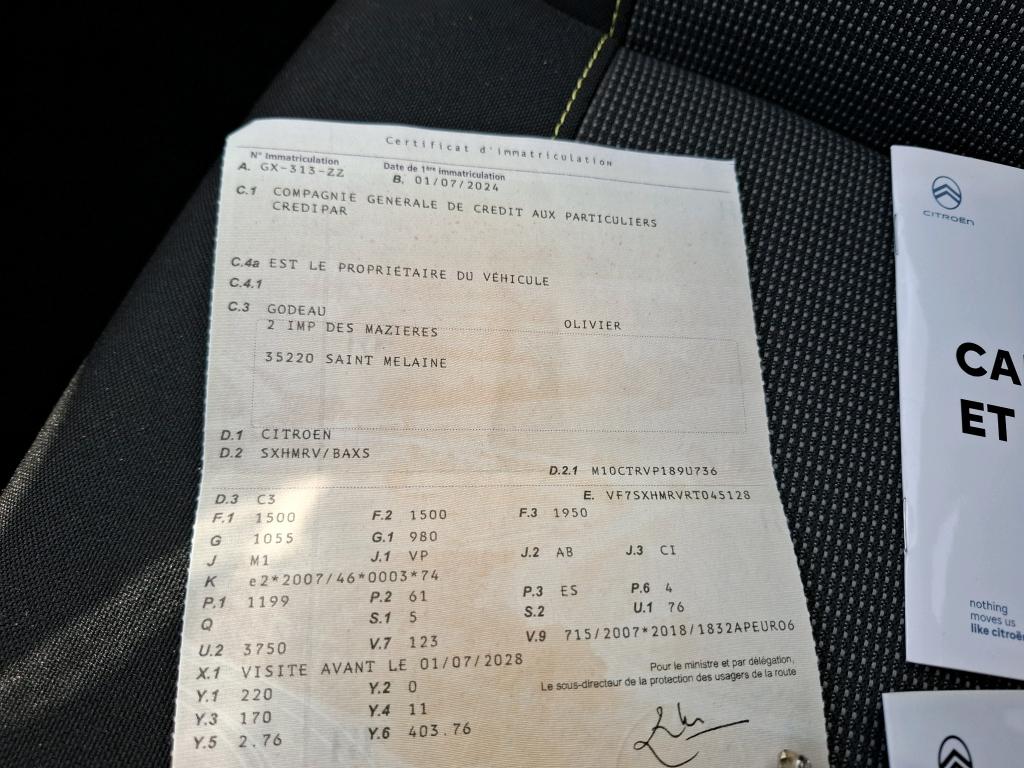 Certificat d'immatriculation
N° Immatriculation
A. GX-313-ZZ
Date de 1ère immatriculation
B. 01/07/2024
C.1 COMPAGNIE GENERALE DE CREDIT AUX PARTICULIERS
CREDIPAR
C.4a EST LE PROPRIÉTAIRE DU VÉHICULE
C.4.1
C.3 GODEAU OLIVIER
2 IMP DES MAZIERES
35220 SAINT MELAINE
D.1 CITROEN
D.2 SXHMRV/BAXS
D.2.1 M10CTRVP189U736
D.3 C3 E. VF7SXHMRVRT045128
F.1 1500 F.2 1500 F.3 1950
G 1055 G.1 980
J M1 J.1 VP J.2 AB J.3 CI
K e2*2007/46*0003*74
P.1 1199 P.2 61 P.3 ES P.6 4
Q S.1 5 S.2 U.1 76
U.2 3750 V.7 123 V.9 715/2007*2018/1832APEURO6
X.1 VISITE AVANT LE 01/07/2028
Pour le ministre et par délégation,
Le sous-directeur de la protection des usagers de la route
Y.1 220 Y.2 0
Y.3 170 Y.4 11
Y.5 2.76 Y.6 403.76
CITROËN
CA
ET
nothing
moves us
like citroën